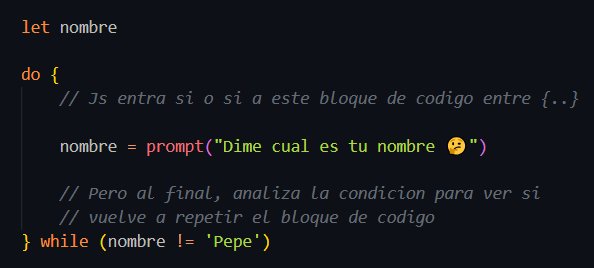 let nombre
do {
// Js entra si o si a este bloque de codigo entre {..}
nombre = prompt("Dime cual es tu nombre 🤔")
// Pero al final, analiza la condicion para ver si
// vuelve a repetir el bloque de codigo
} while (nombre != 'Pepe')